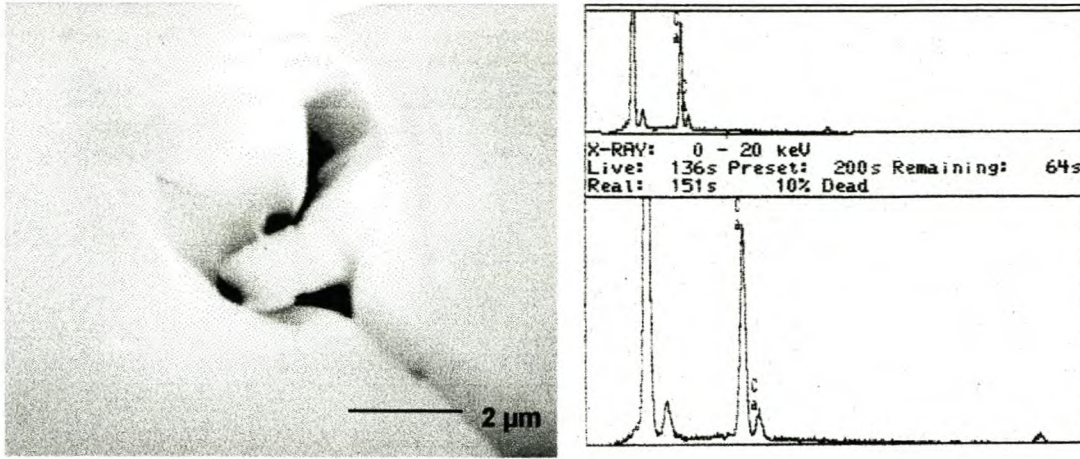 2 μm
X-RAY: 0 - 20 keV
Live: 136s Preset: 200s Remaining: 64s
Real: 151s 10% Dead
C
a